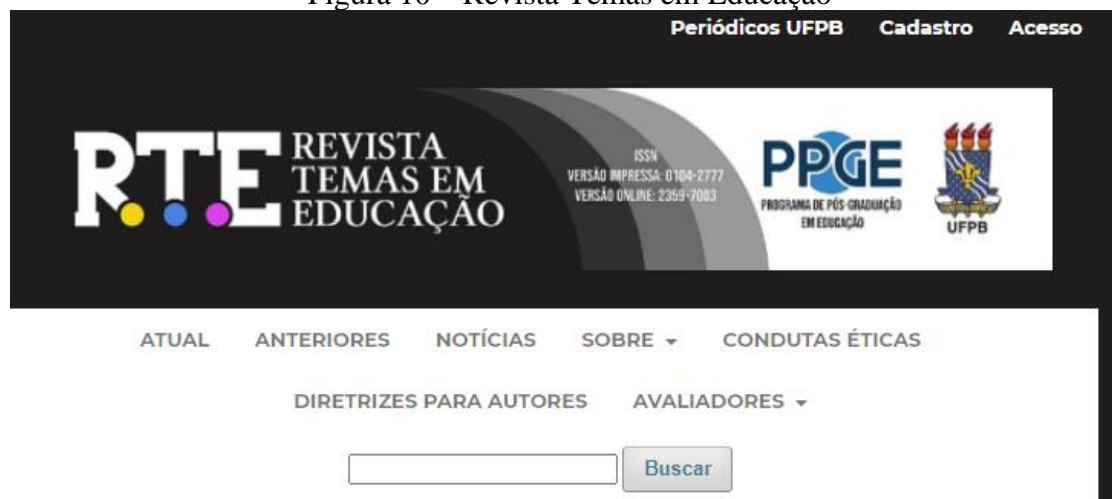 Figura 10 – Revista Temas em Educação
Periódicos UFPB Cadastro Acesso
R.T.E REVISTA
TEMAS EM
EDUCAÇÃO
ISSN
VERSÃO IMPRESSA: 0104-2777
VERSÃO ONLINE: 2359-7003
PPGE
PROGRAMA DE PÓS-GRADUAÇÃO
EM EDUCAÇÃO
UFPB
ATUAL ANTERIORES NOTÍCIAS SOBRE CONDUTAS ÉTICAS
DIRETRIZES PARA AUTORES AVALIADORES
Buscar